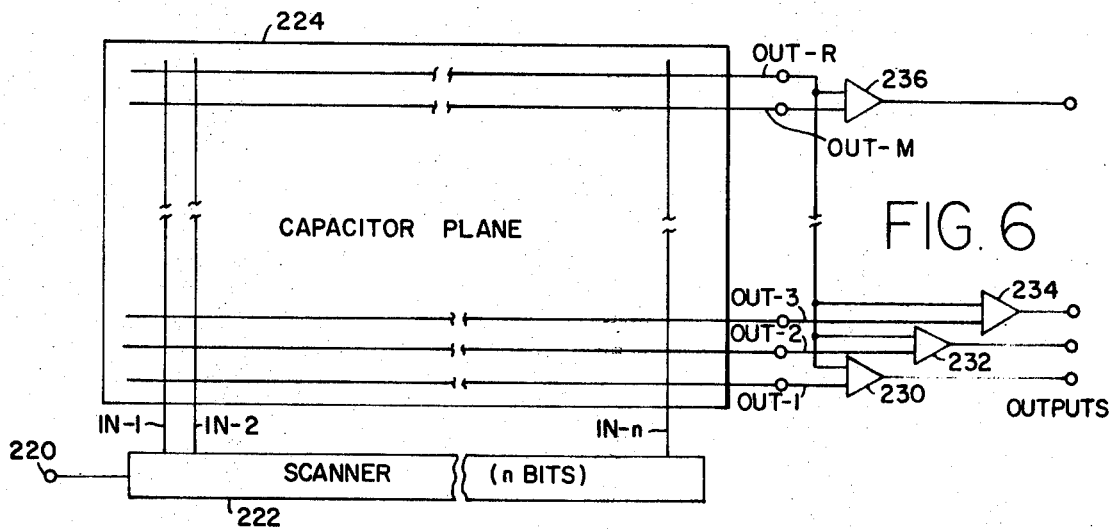 224
OUT-R
236
OUT-M
CAPACITOR PLANE
FIG. 6
OUT-3
234
OUT-2
232
OUT-1
230
OUTPUTS
IN-1
IN-2
IN-n
220
SCANNER (n BITS)
222